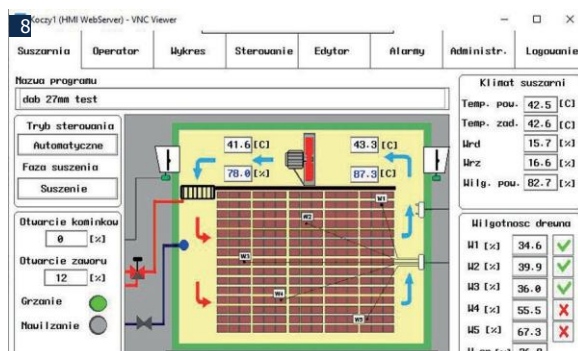 8
Koczy1 (HMI WebServer) - VNC Viewer
Suszarnia Operator Wykres Sterowanie Edytor Alarmy Administr. Logowanie
Nazwa programu
dab 27mm test
Tryb sterowania
Automatyczne
Faza suszenia
Suszenie
Otwarcie kominkow
0 [%]
Otwarcie zaworu
12 [%]
Grzanie
Nawilzanie
41.6 [C] 43.3 [C]
78.0 [%] 87.3 [%]
W1
W2
W3
W4
W5
Klimat suszarni
Temp. pow. 42.5 [C]
Temp. zad. 42.6 [C]
Wrd 15.7 [%]
Wrz 16.6 [%]
Wilg. pow. 82.7 [%]
Wilgotnosc drewna
W1 [%] 34.6
W2 [%] 39.9
W3 [%] 36.0
W4 [%] 55.5
W5 [%] 67.3